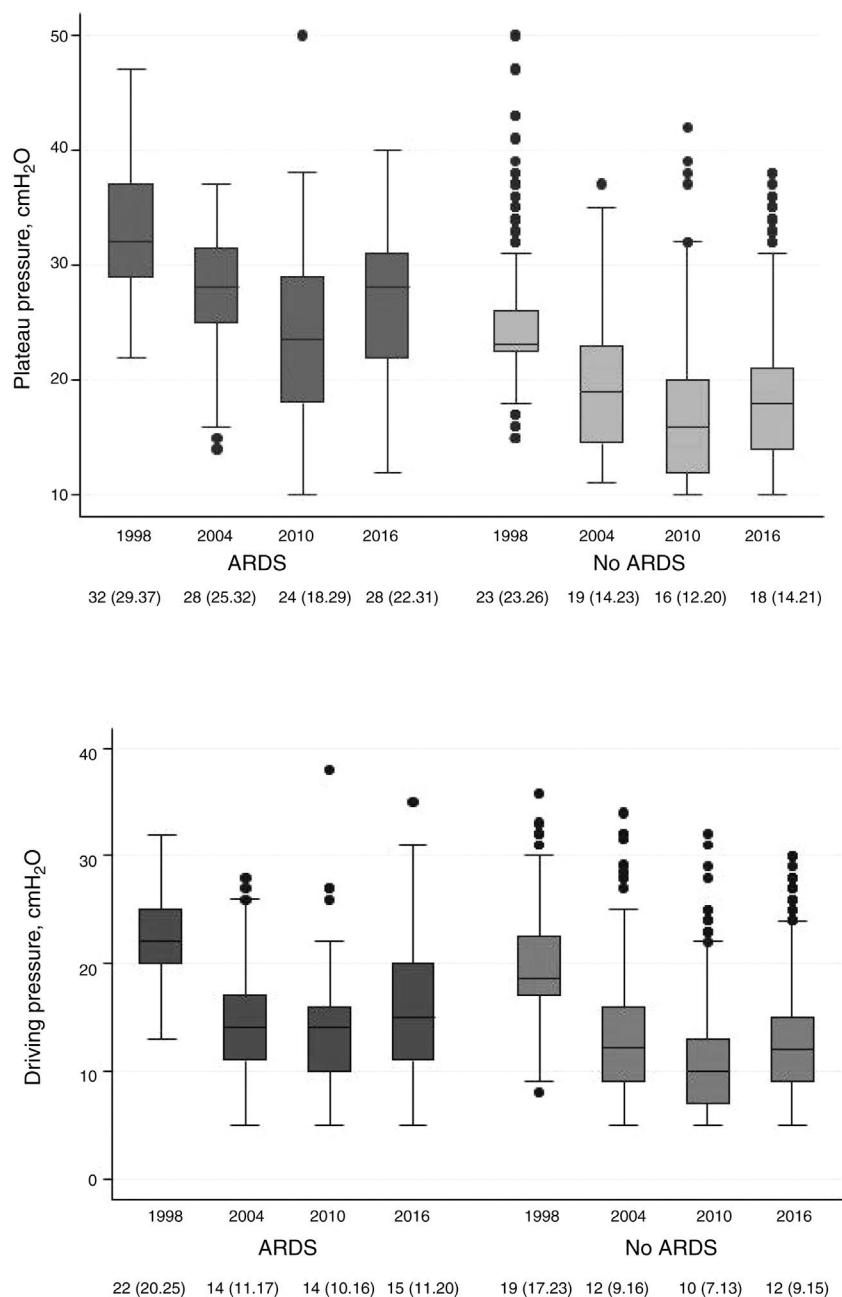 Plateau pressure, cmH₂O
50
40
30
20
10
1998 2004 2010 2016 1998 2004 2010 2016
ARDS No ARDS
32 (29.37) 28 (25.32) 24 (18.29) 28 (22.31) 23 (23.26) 19 (14.23) 16 (12.20) 18 (14.21)
Driving pressure, cmH₂O
40
30
20
10
0
1998 2004 2010 2016 1998 2004 2010 2016
ARDS No ARDS
22 (20.25) 14 (11.17) 14 (10.16) 15 (11.20) 19 (17.23) 12 (9.16) 10 (7.13) 12 (9.15)